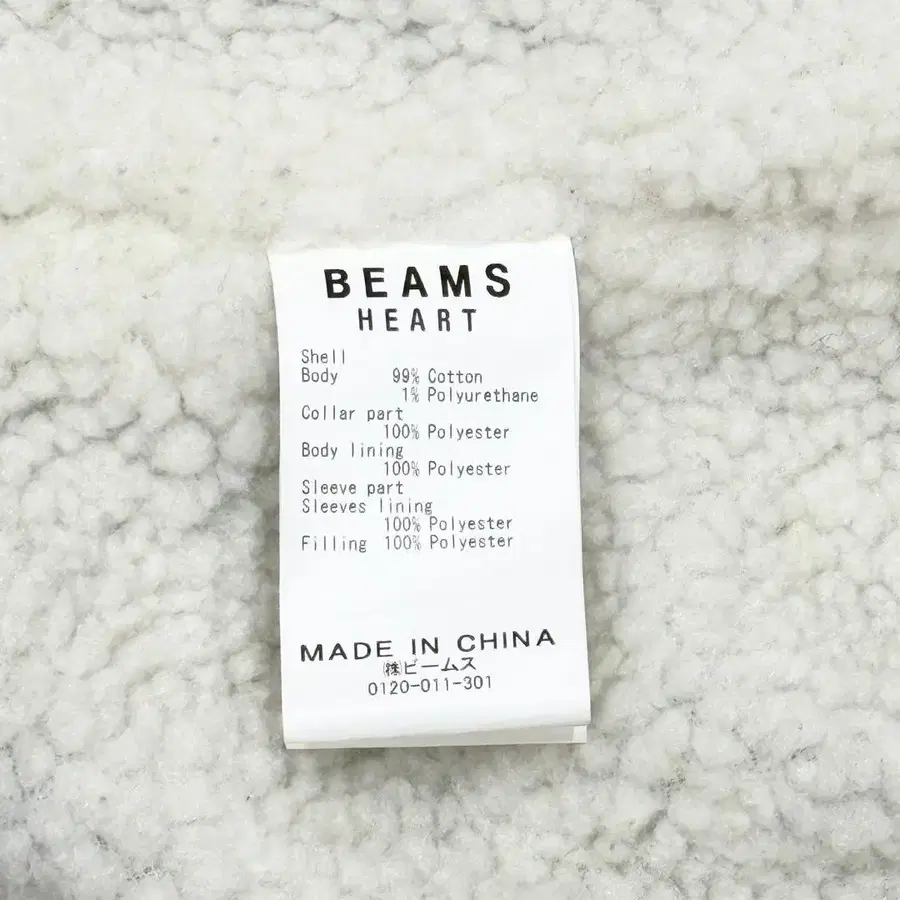 BEAMS
HEART
Shell
Body 99% Cotton
1% Polyurethane
Collar part
100% Polyester
Body lining
100% Polyester
Sleeve part
Sleeves lining
100% Polyester
Filling 100% Polyester
MADE IN CHINA
㈱ビームス
0120-011-301